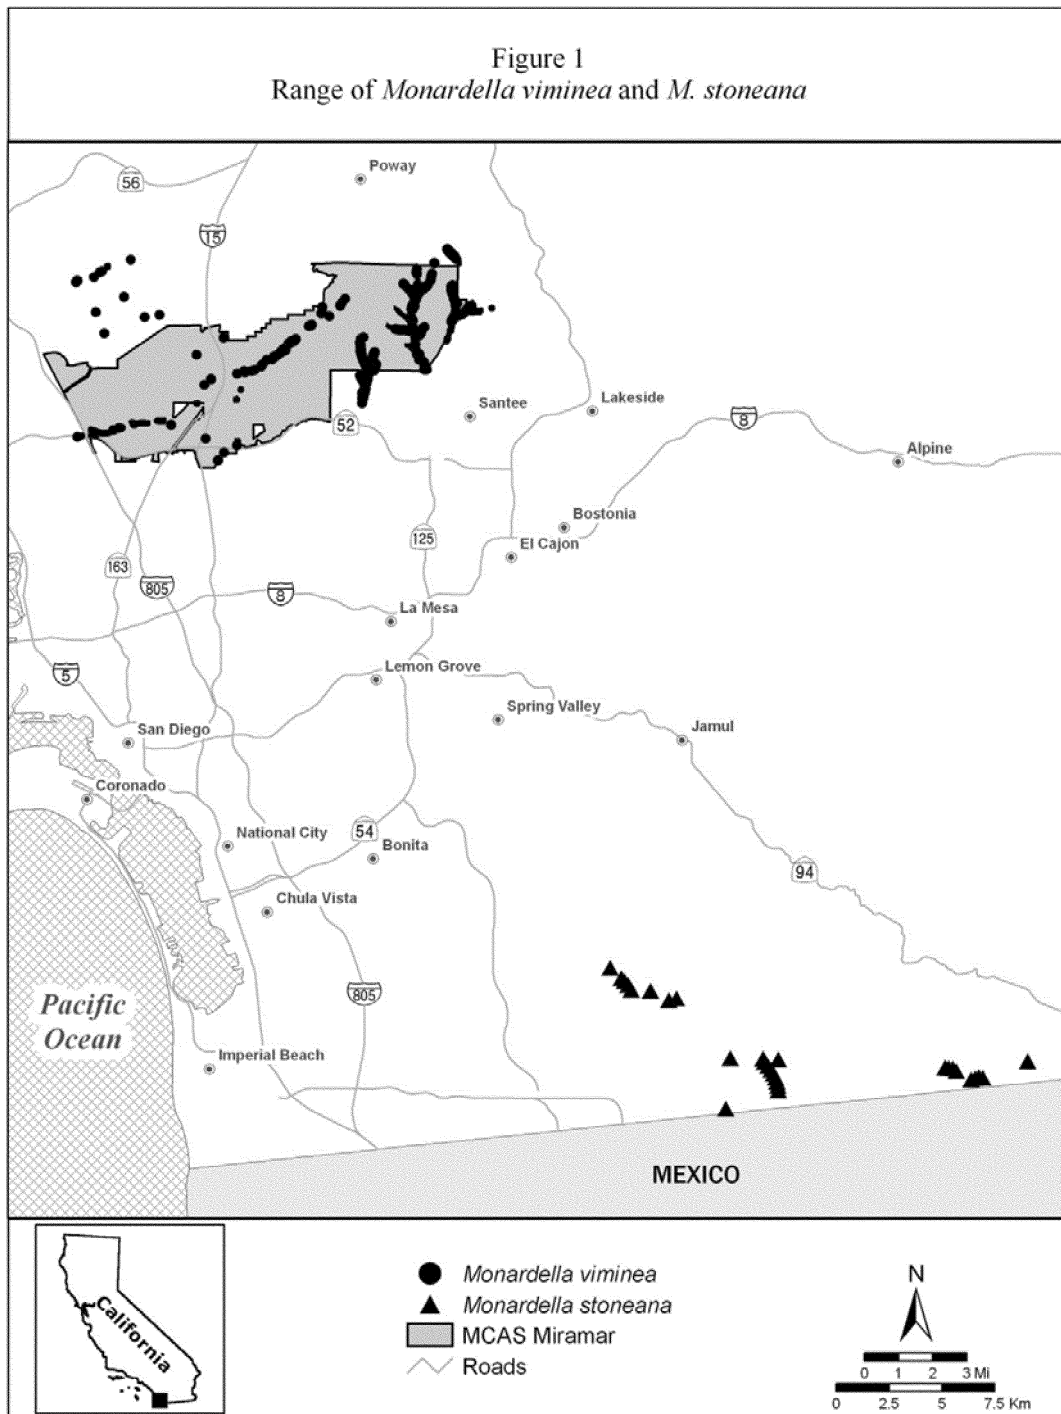 Figure 1
Range of Monardella viminea and M. stoneana
56
Poway
15
Santee
Lakeside
52
8
Alpine
Bostonia
125
El Cajon
163
805
8
La Mesa
5
Lemon Grove
Spring Valley
San Diego
Jamul
Coronado
National City
54
Bonita
94
Chula Vista
805
Pacific
Ocean
Imperial Beach
MEXICO
California
Monardella viminea
Monardella stoneana
MCAS Miramar
Roads
N
0 1 2 3 Mi
0 2.5 5 7.5 Km